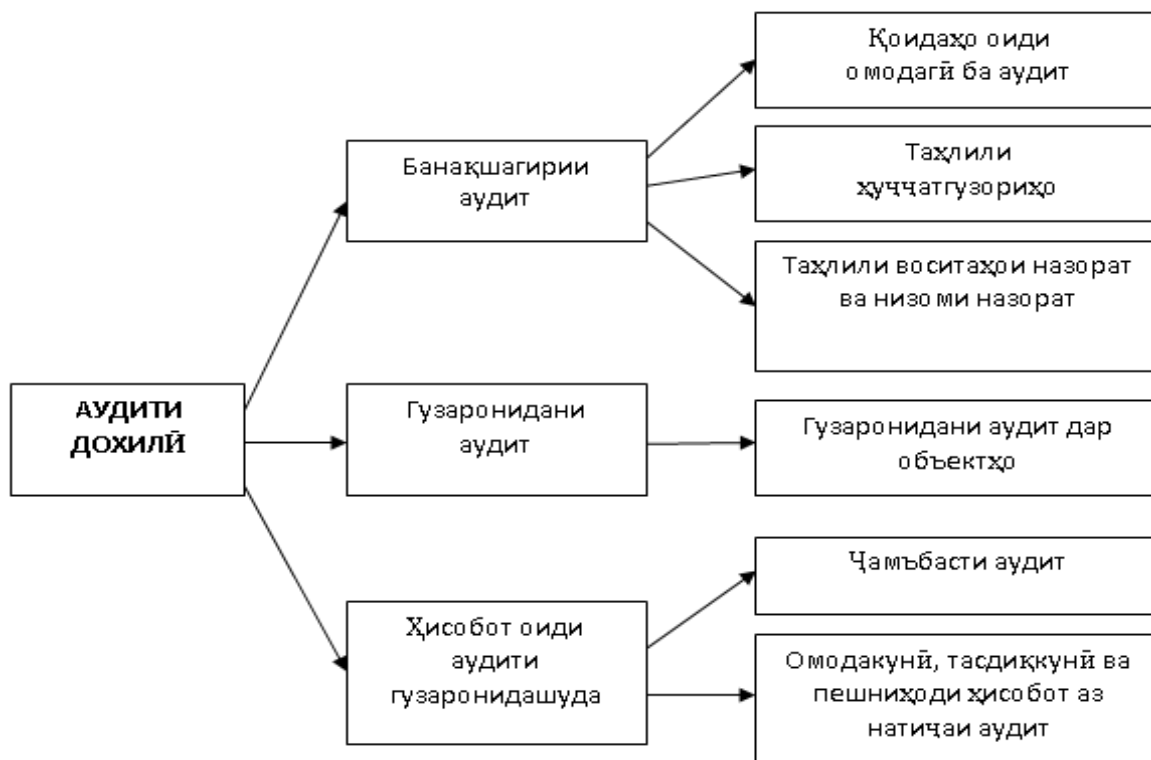 Қоидаҳо оиди
омодагӣ ба аудит
Банақшагирии
аудит
Таҳлили
ҳуҷҷатгузориҳо
Таҳлили воситаҳои назорат
ва низоми назорат
АУДИТИ
ДОХИЛӢ
Гузаронидани
аудит
Гузаронидани аудит дар
объектҳо
Ҷамъбасти аудит
Ҳисобот оиди
аудити
гузаронидашуда
Омодакунӣ, тасдиқкунӣ ва
пешниҳоди ҳисобот аз
натиҷаи аудит